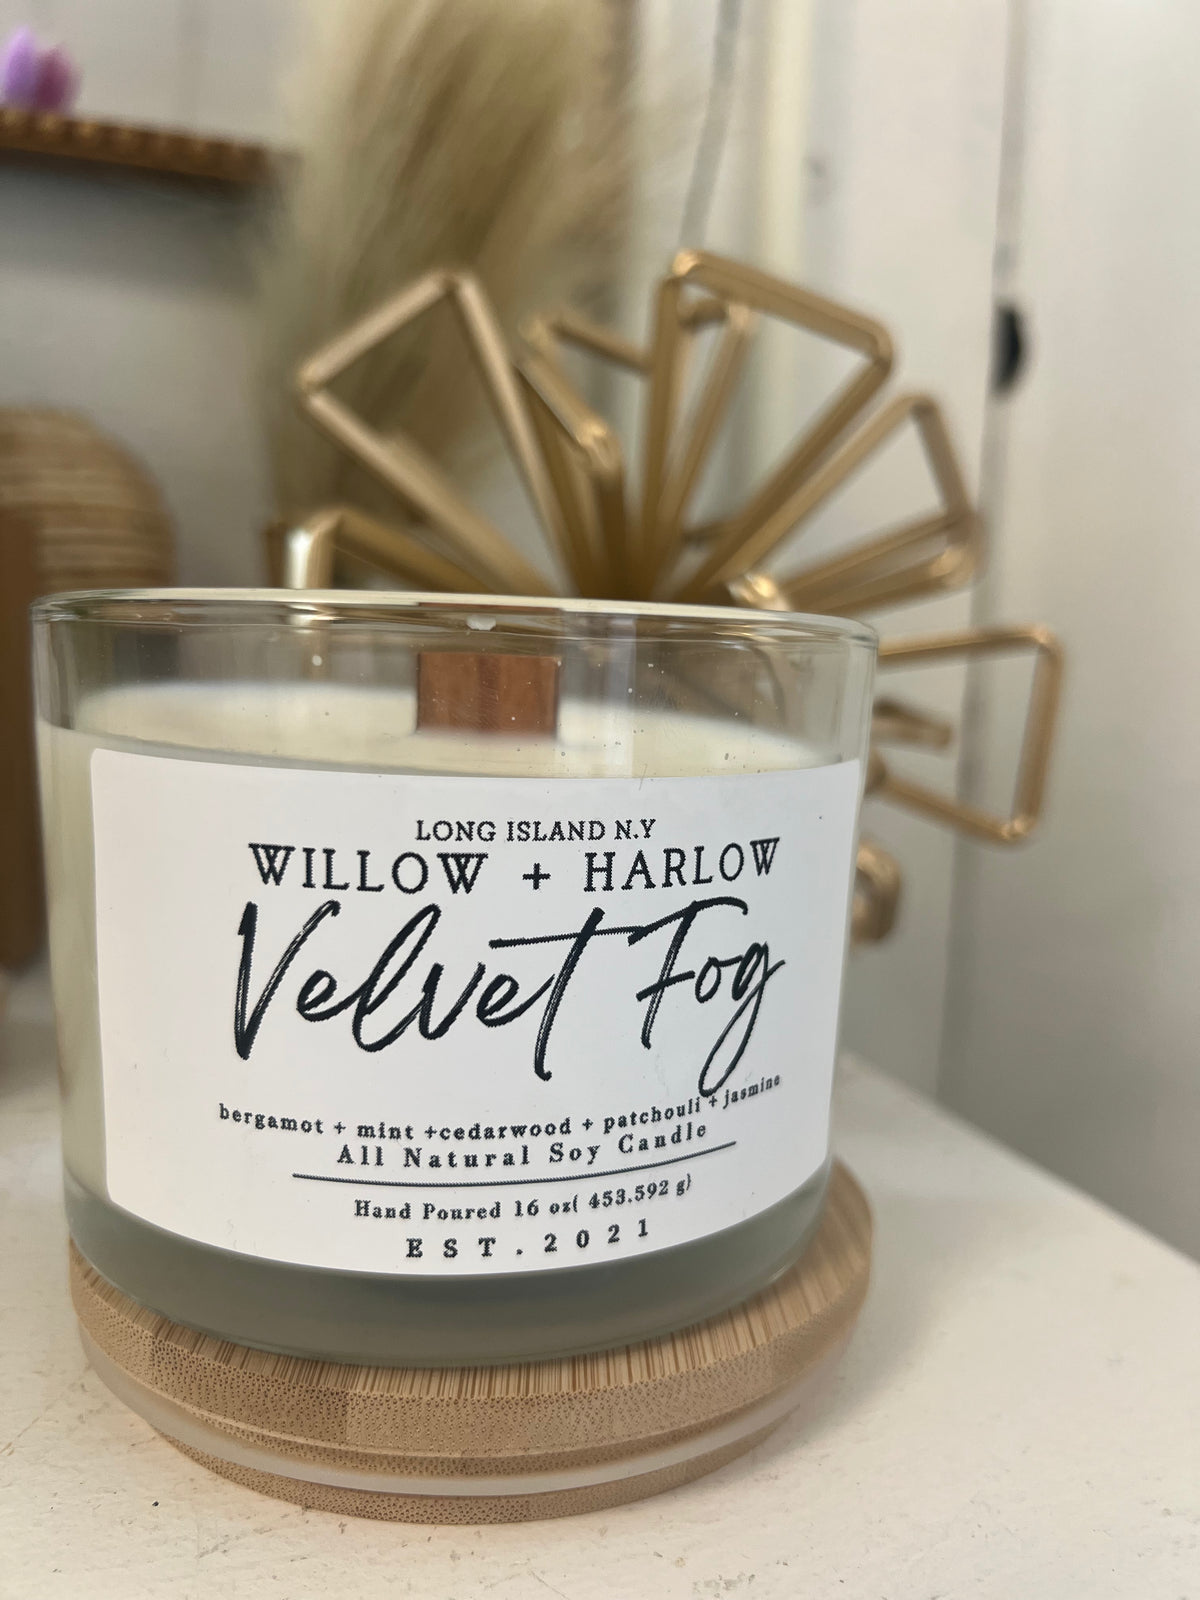 LONG ISLAND N.Y
WILLOW + HARLOW
Velvet Fog
bergamot + mint +cedarwood + patchouli + jasmine
All Natural Soy Candle
Hand Poured 16 oz( 453.592 g)
EST.2021